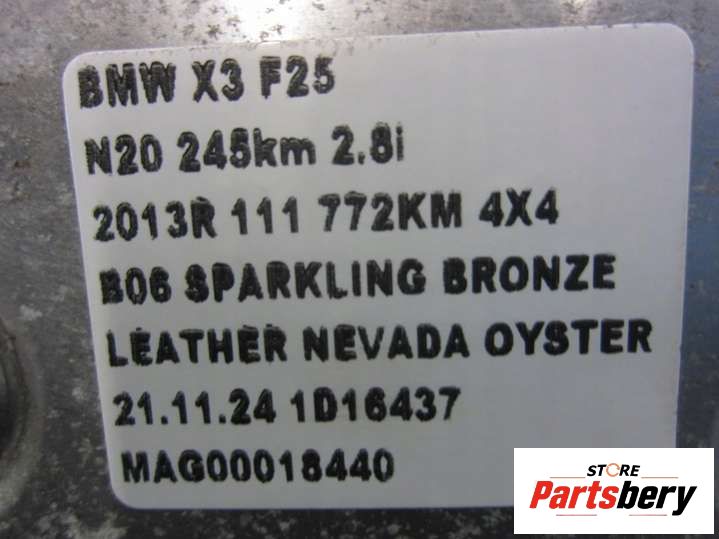 BMW X3 F25
N20 245km 2.8i
2013R 111 772KM 4X4
B06 SPARKLING BRONZE
LEATHER NEVADA OYSTER
21.11.24 1D16437
MAG00018440
STORE
Partsbery